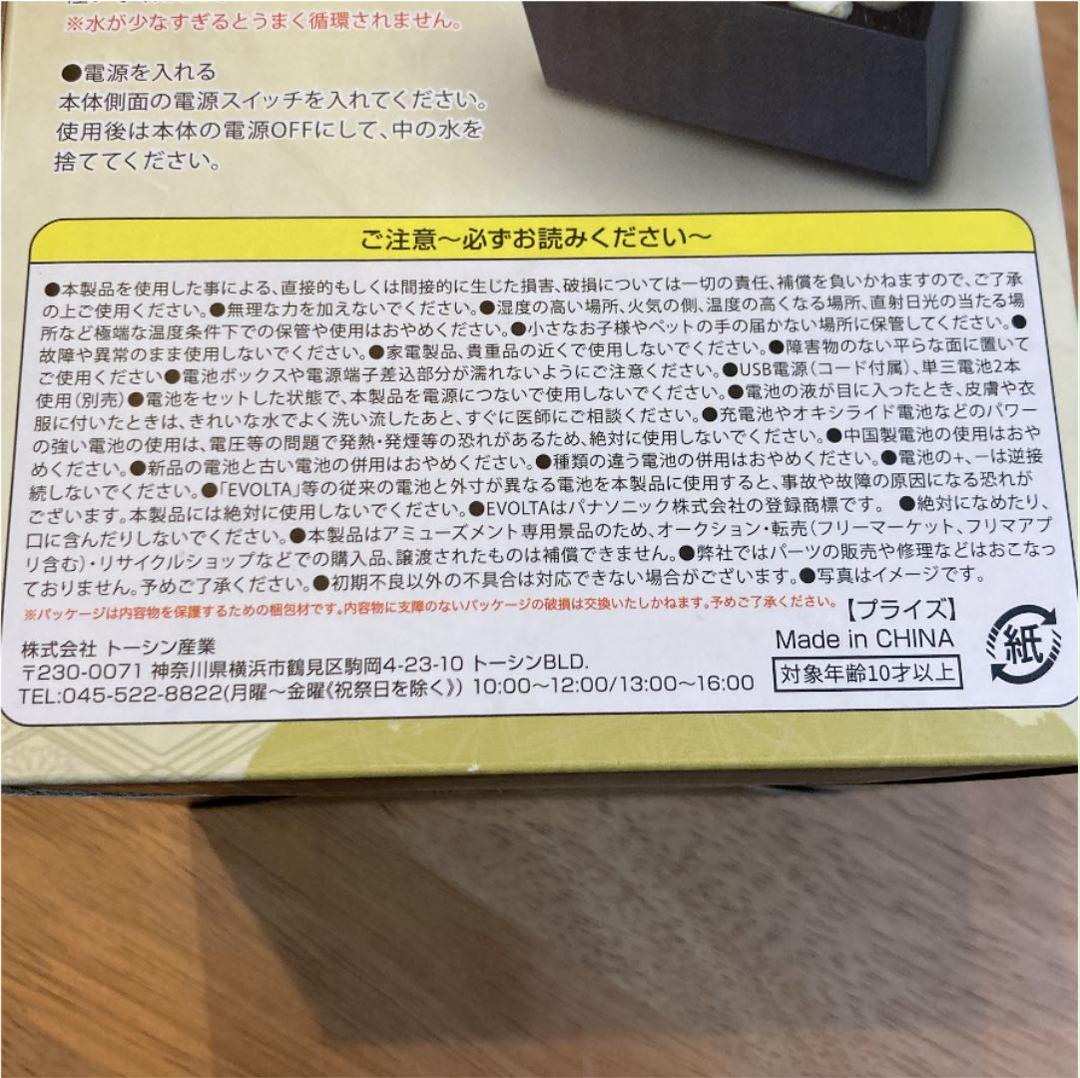 ※水が少なすぎるとうまく循環されません。
●電源を入れる
本体側面の電源スイッチを入れてください。
使用後は本体の電源OFFにして、中の水を
捨ててください。
ご注意～必ずお読みください～
●本製品を使用した事による、直接的もしくは間接的に生じた損害、破損については一切の責任、補償を負いかねますので、ご了承
の上ご使用ください。●無理な力を加えないでください。●湿度の高い場所、火気の側、温度の高くなる場所、直射日光の当たる場
所など極端な温度条件下での保管や使用はおやめください。●小さなお子様やペットの手の届かない場所に保管してください。●
故障や異常のまま使用しないでください。●家電製品、貴重品の近くで使用しないでください。●障害物のない平らな面に置いて
ご使用ください●電池ボックスや電源端子差込部分が濡れないようにご注意ください。●USB電源(コード付属)、単三電池2本
使用(別売)●電池をセットした状態で、本製品を電源につないで使用しないでください。●電池の液が目に入ったとき、皮膚や衣
服に付いたときは、きれいな水でよく洗い流したあと、すぐに医師にご相談ください。●充電池やオキシライド電池などのパワー
の強い電池の使用は、電圧等の問題で発熱・発煙等の恐れがあるため、絶対に使用しないでください。●中国製電池の使用はおや
めください。●新品の電池と古い電池の併用はおやめください。●種類の違う電池の併用はおやめください。●電池の+、-は逆接
続しないでください。●「EVOLTA」等の従来の電池と外寸が異なる電池を本製品に使用すると、事故や故障の原因になる恐れが
ございます。本製品には絶対に使用しないでください。●EVOLTAはパナソニック株式会社の登録商標です。 ●絶対になめたり、
口に含んだりしないでください。●本製品はアミューズメント専用景品のため、オークション・転売(フリーマーケット、フリマアプ
リ含む)・リサイクルショップなどでの購入品、譲渡されたものは補償できません。●弊社ではパーツの販売や修理などはおこなっ
ておりません。予めご了承ください。●初期不良以外の不具合は対応できない場合がございます。●写真はイメージです。
※パッケージは内容物を保護するための梱包材です。内容物に支障のないパッケージの破損は交換いたしかねます。予めご了承ください。
【プライズ】
株式会社 トーシン産業
Made in CHINA
紙
〒230-0071 神奈川県横浜市鶴見区駒岡4-23-10 トーシンBLD.
対象年齢10才以上
TEL:045-522-8822(月曜～金曜《祝祭日を除く》) 10:00～12:00/13:00～16:00